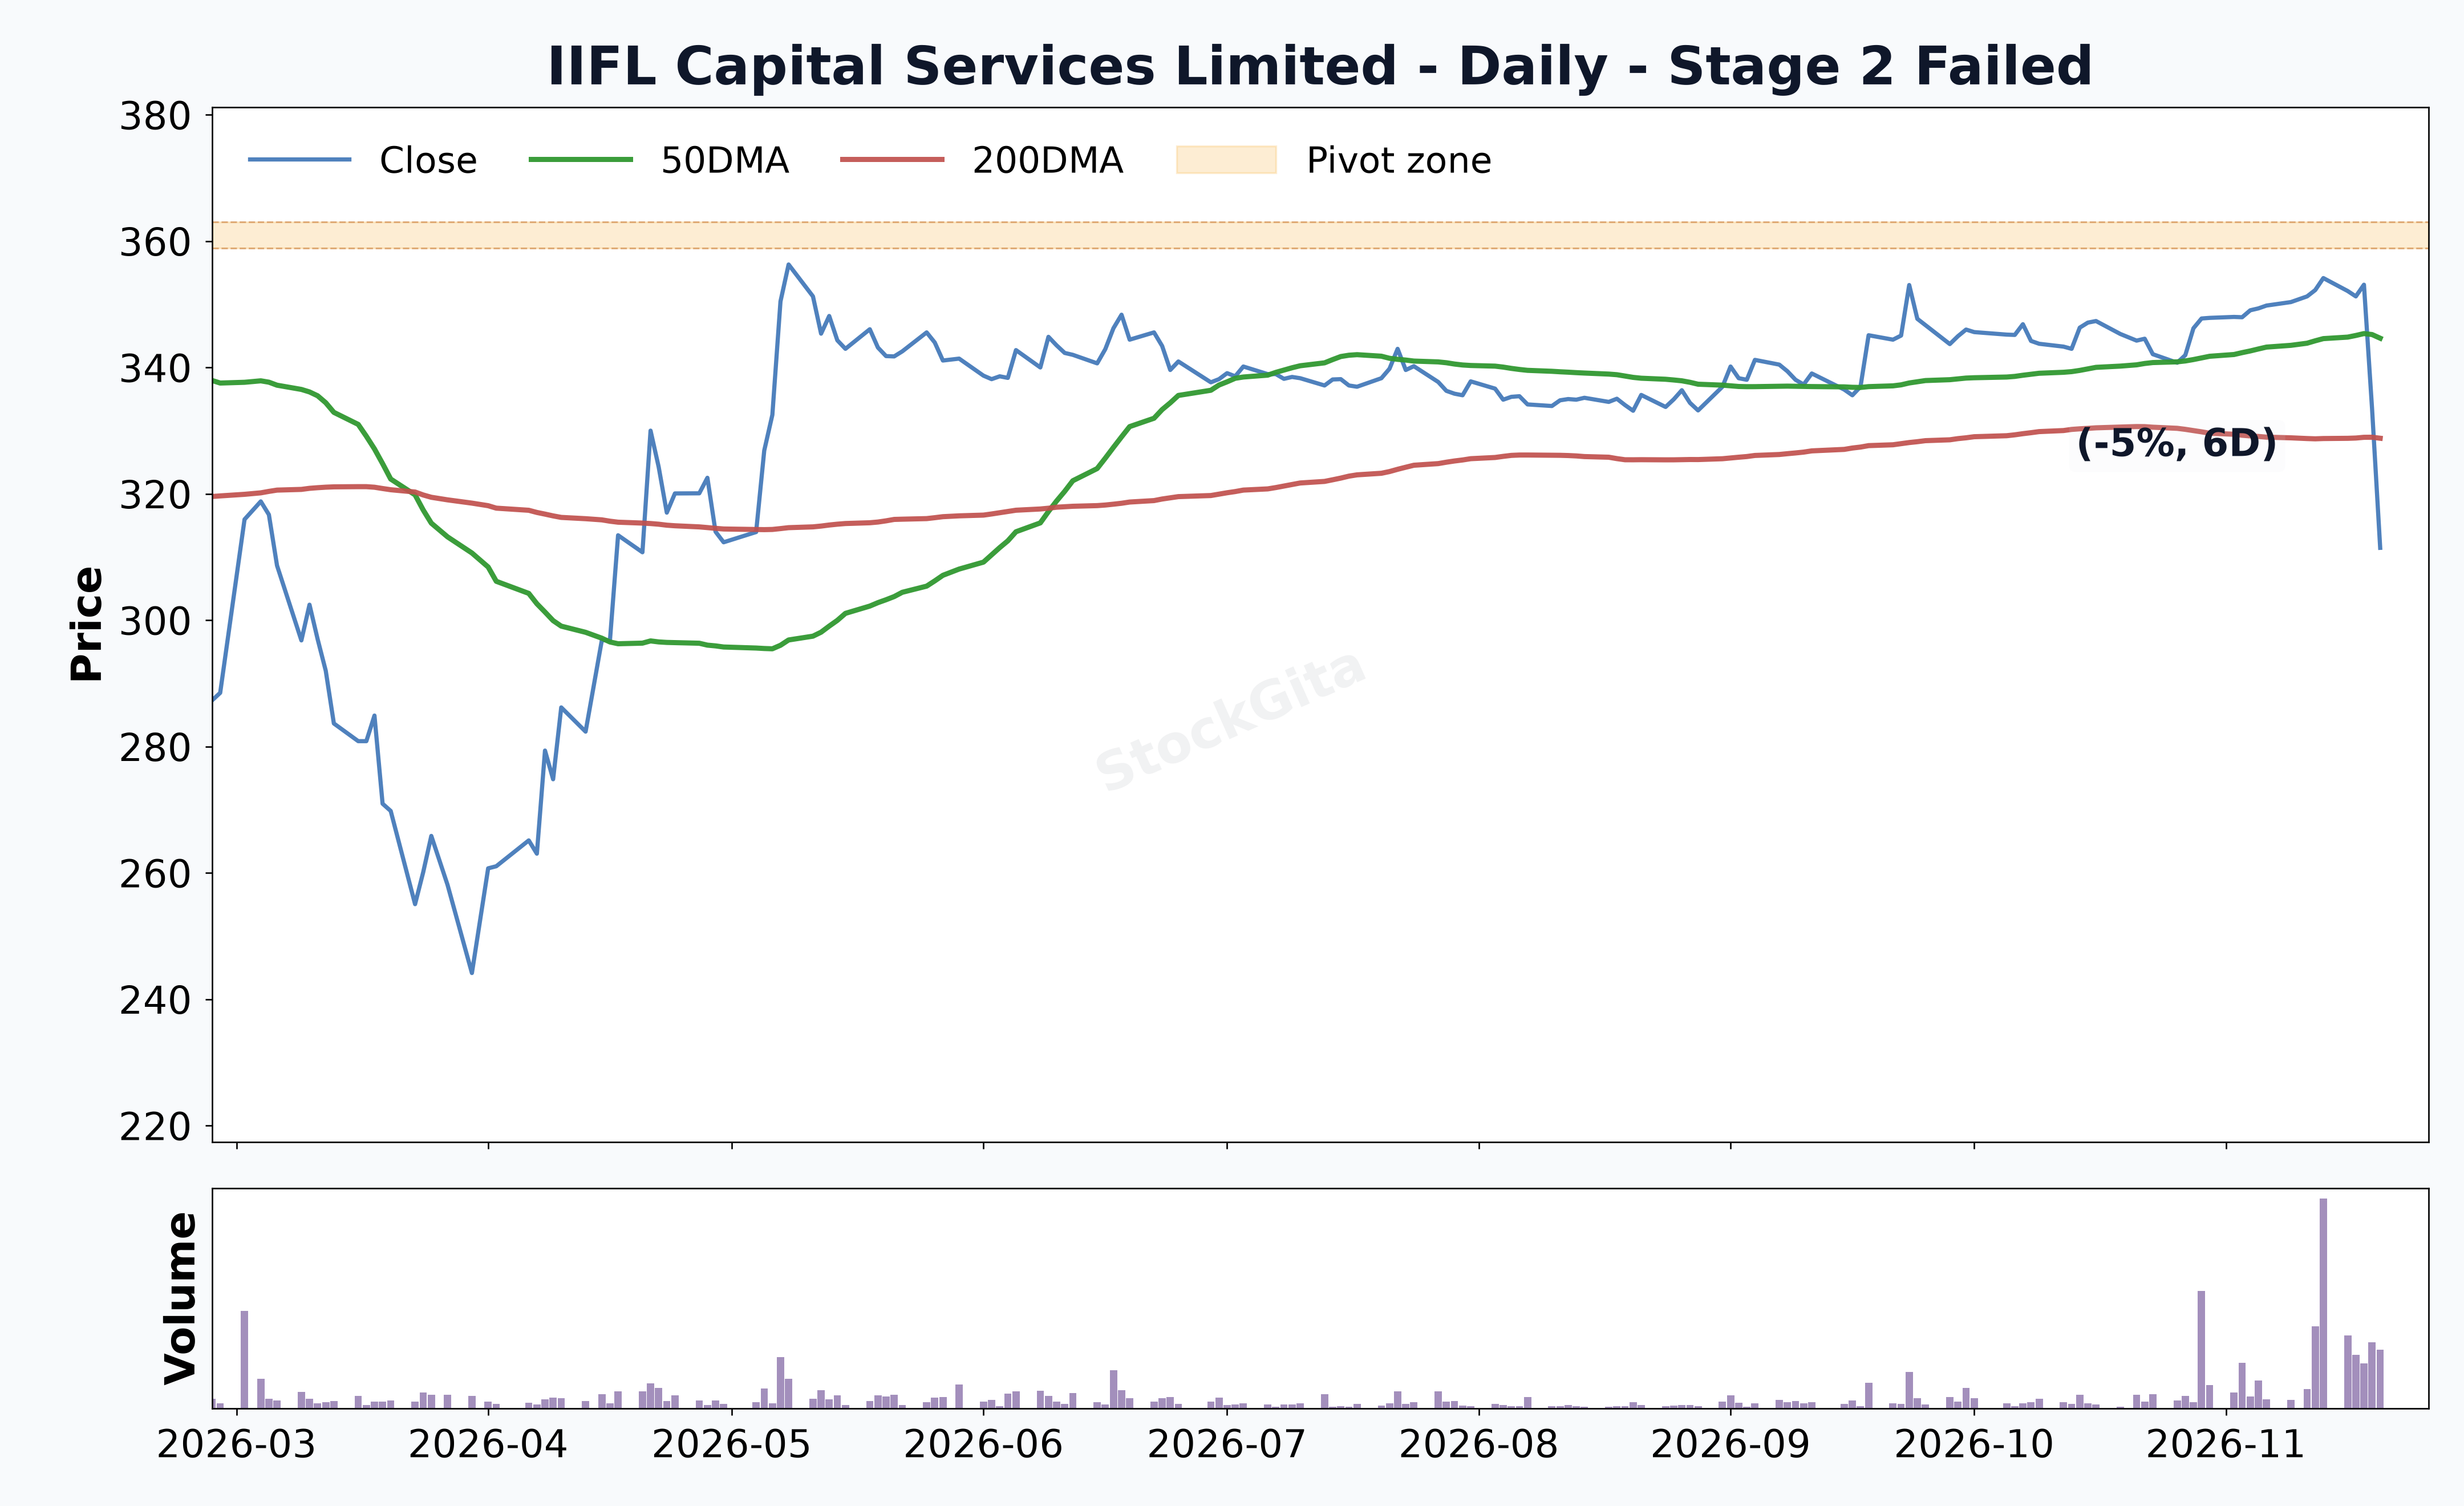 IIFL Capital Services Limited - Daily - Stage 2 Failed
Close 50DMA 200DMA Pivot zone
Price
380
360
340
320
300
280
260
240
220
(-5%, 6D)
StockGita
Volume
2026-03 2026-04 2026-05 2026-06 2026-07 2026-08 2026-09 2026-10 2026-11